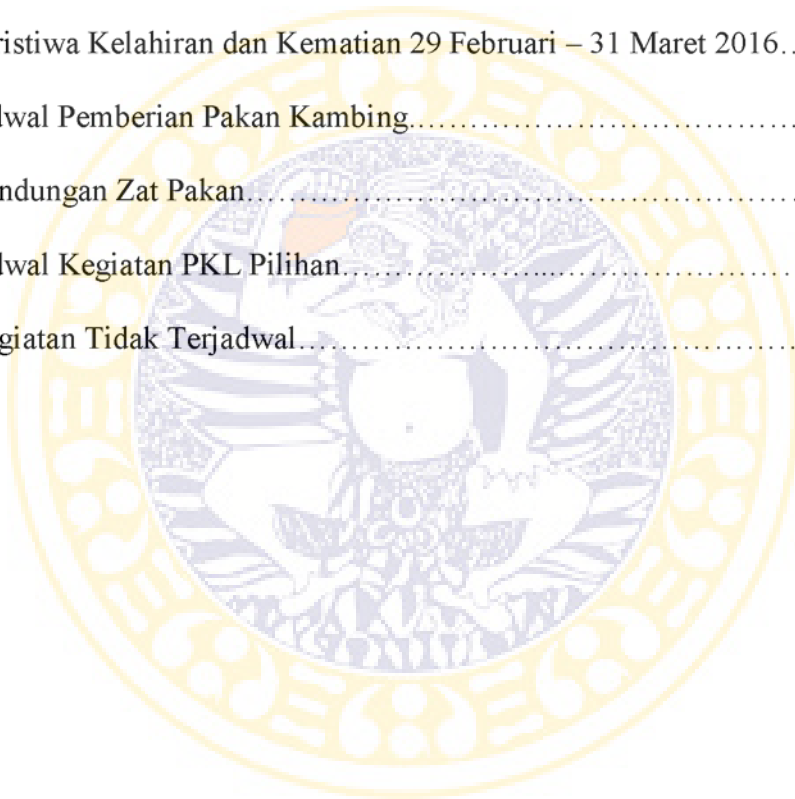 ristiwa Kelahiran dan Kematian 29 Februari – 31 Maret 2016…
dwal Pemberian Pakan Kambing.……………………………………
ndungan Zat Pakan……………………………………………………
dwal Kegiatan PKL Pilihan…………………...………………………
giatan Tidak Terjadwal………………………………………………